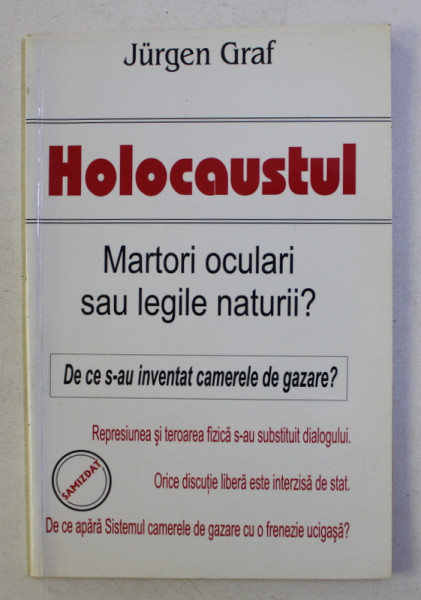 Jürgen Graf
Holocaustul
Martori oculari
sau legile naturii?
De ce s-au inventat camerele de gazare?
Represiunea şi teroarea fizică s-au substituit dialogului.
SAMIZDAT
Orice discuţie liberă este interzisă de stat.
De ce apără Sistemul camerele de gazare cu o frenezie ucigaşă?